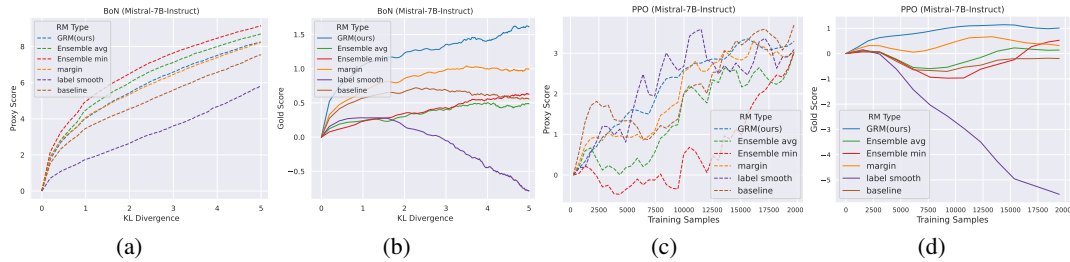 BoN (Mistral-7B-Instruct)
Proxy Score
8
6
4
2
0
RM Type
GRM(ours)
Ensemble avg
Ensemble min
margin
label smooth
baseline
0 1 2 3 4 5
KL Divergence
(a)
BoN (Mistral-7B-Instruct)
Gold Score
1.5
1.0
0.5
0.0
−0.5
RM Type
GRM(ours)
Ensemble avg
Ensemble min
margin
label smooth
baseline
0 1 2 3 4 5
KL Divergence
(b)
PPO (Mistral-7B-Instruct)
Proxy Score
3
2
1
0
RM Type
GRM(ours)
Ensemble avg
Ensemble min
margin
label smooth
baseline
0 2500 5000 7500 10000 12500 15000 17500 20000
Training Samples
(c)
PPO (Mistral-7B-Instruct)
Gold Score
1
0
−1
−2
−3
−4
−5
RM Type
GRM(ours)
Ensemble avg
Ensemble min
margin
label smooth
baseline
0 2500 5000 7500 10000 12500 15000 17500 20000
Training Samples
(d)